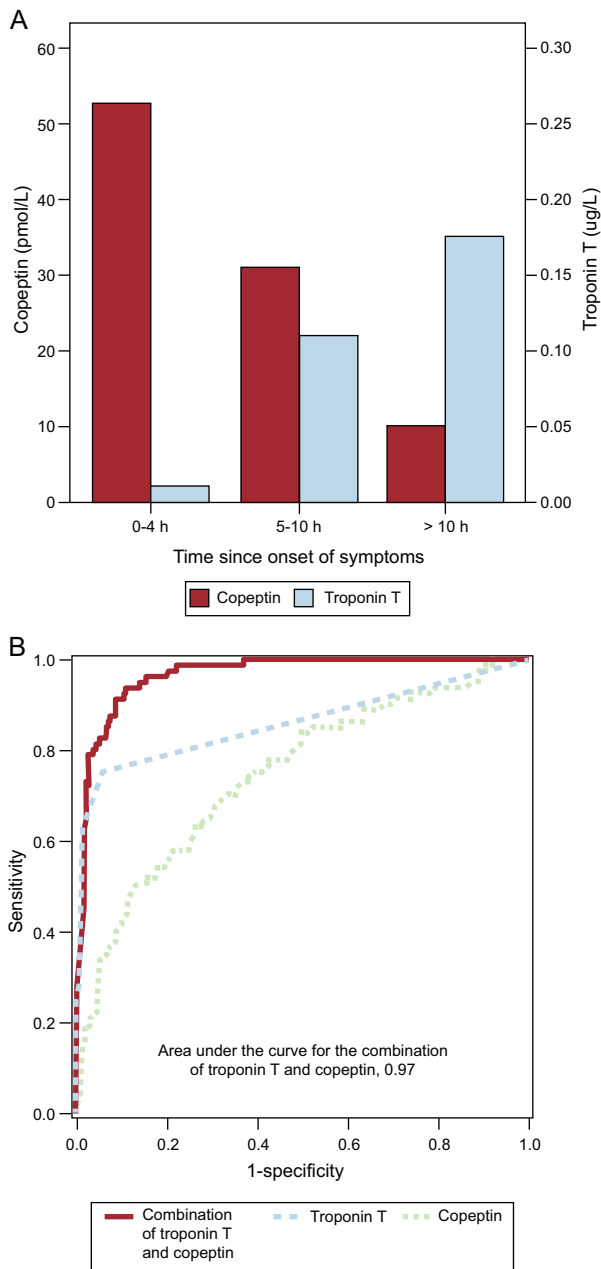 A
Copeptin (pmol/L)
60
50
40
30
20
10
0
Troponin T (ug/L)
0.30
0.25
0.20
0.15
0.10
0.05
0.00
0-4 h
5-10 h
> 10 h
Time since onset of symptoms
Copeptin
Troponin T
B
Sensitivity
1.0
0.8
0.6
0.4
0.2
0.0
Area under the curve for the combination
of troponin T and copeptin, 0.97
0.0
0.2
0.4
0.6
0.8
1.0
1-specificity
Combination
of troponin T
and copeptin
Troponin T
Copeptin